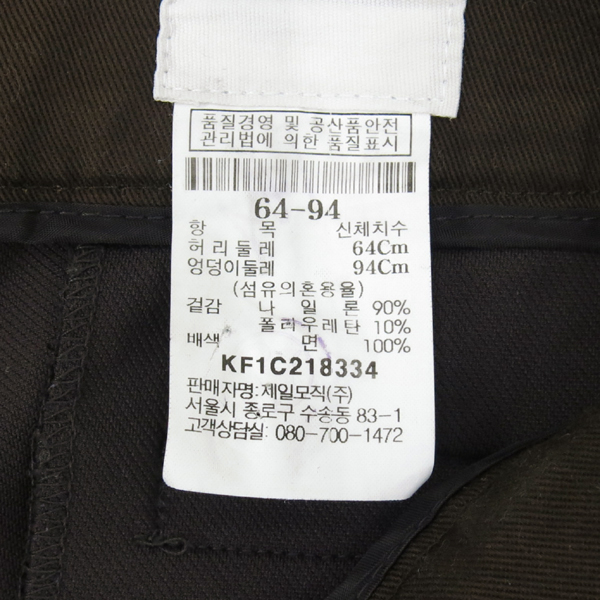 품질경영 및 공산품안전
관리법에 의한 품질표시
64-94
항 목 신체치수
허리둘레 64Cm
엉덩이둘레 94Cm
(섬유의혼용율)
겉감 나 일 론 90%
폴리우레탄 10%
배색 면 100%
KF1C218334
판매자명: 제일모직(주)
서울시 종로구 수송동 83-1
고객상담실: 080-700-1472